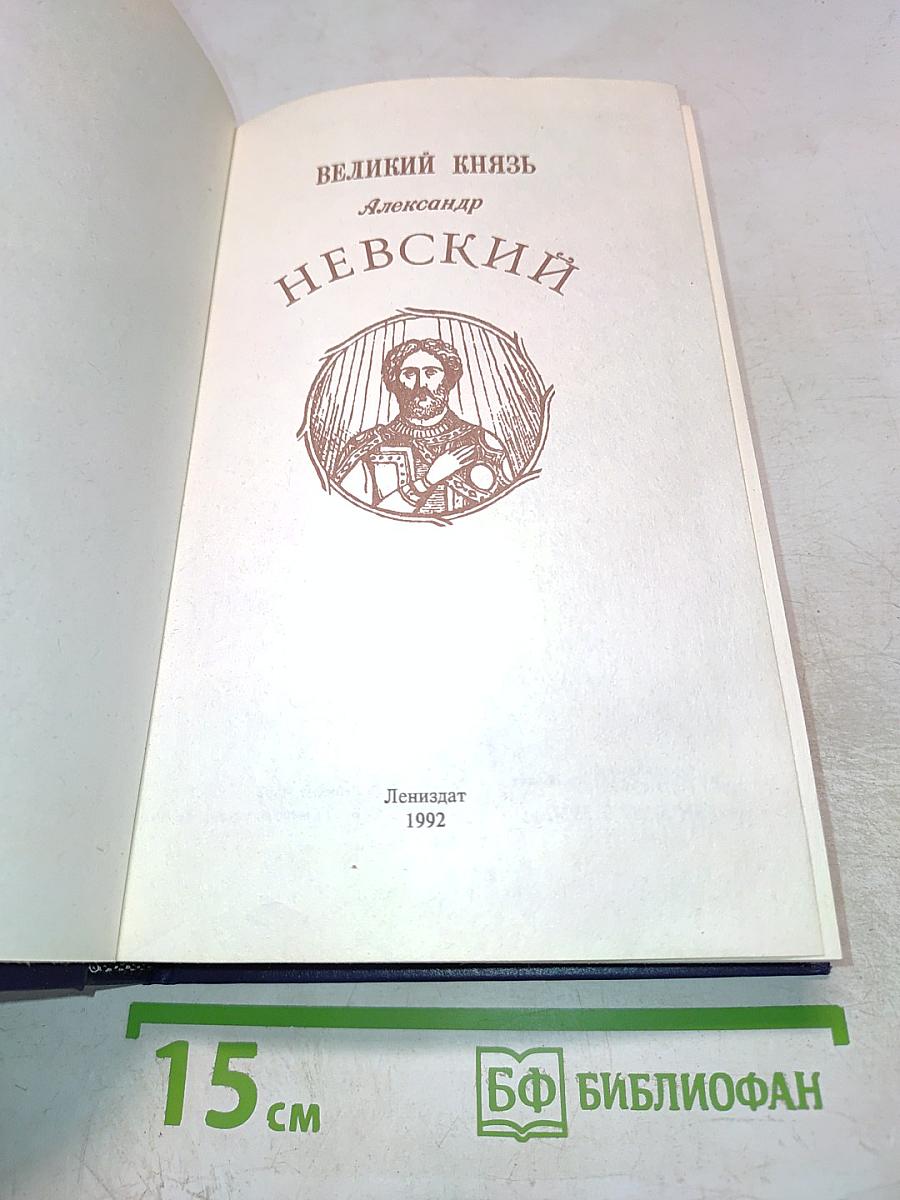 ВЕЛИКИЙ КНЯЗЬ
Александр
НЕВСКИЙ
Лениздат
1992
15 см
БФ БИБЛИОФАН